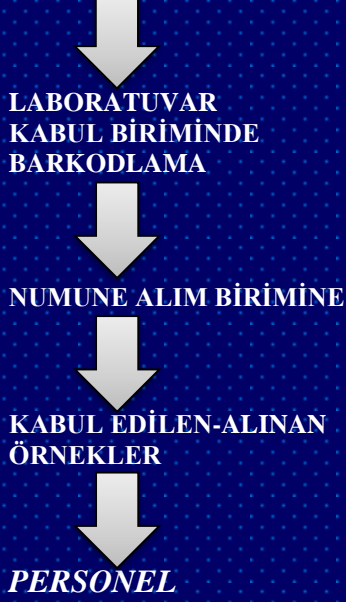 LABORATUVAR
KABUL BİRİMİNDE
BARKODLAMA
NUMUNE ALIM BİRİMİNE
KABUL EDİLEN-ALINAN
ÖRNEKLER
PERSONEL